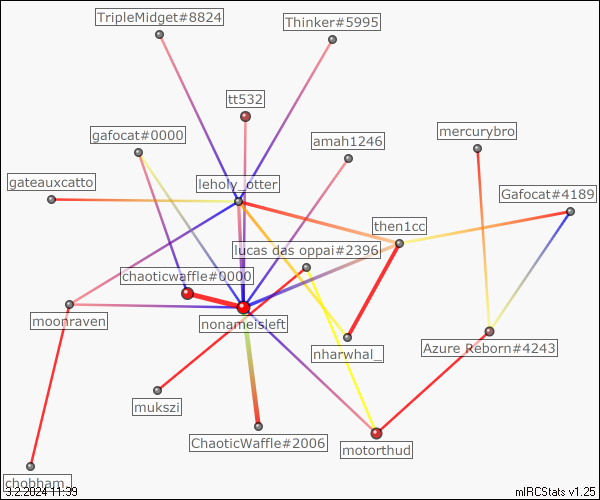 TripleMidget#8824
Thinker#5995
tt532
gafocat#0000
amah1246
mercurybro
gateauxcatto
leholy_otter
Gafocat#4189
then1cc
lucas das oppai#2396
chaoticwaffle#0000
moonraven
nonameisleft
nharwhal_
Azure Reborn#4243
mukszi
ChaoticWaffle#2006
motorthud
chobham_
3.2.2024 11:39
mIRCStats v1.25